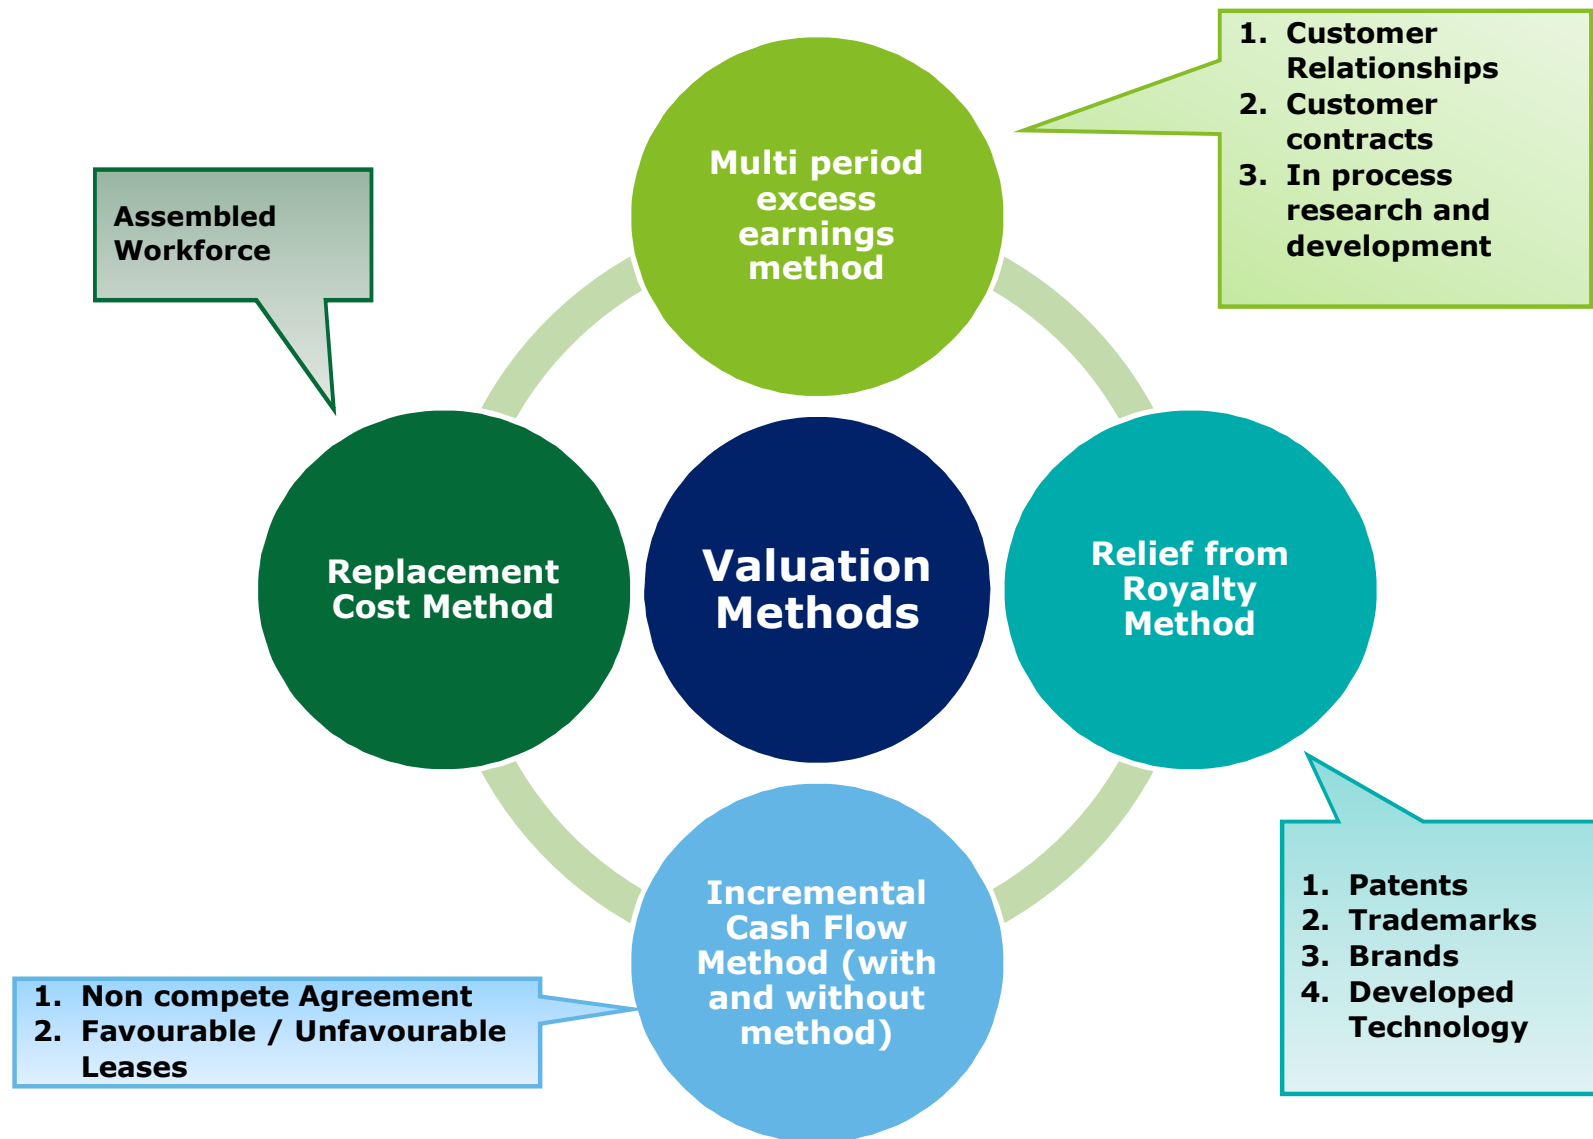 1. Customer
Relationships
2. Customer
contracts
3. In process
research and
development
Multi period
excess
earnings
method
Assembled
Workforce
Replacement
Cost Method
Valuation
Methods
Relief from
Royalty
Method
Incremental
Cash Flow
Method (with
and without
method)
1. Patents
2. Trademarks
3. Brands
4. Developed
Technology
1. Non compete Agreement
2. Favourable / Unfavourable
Leases